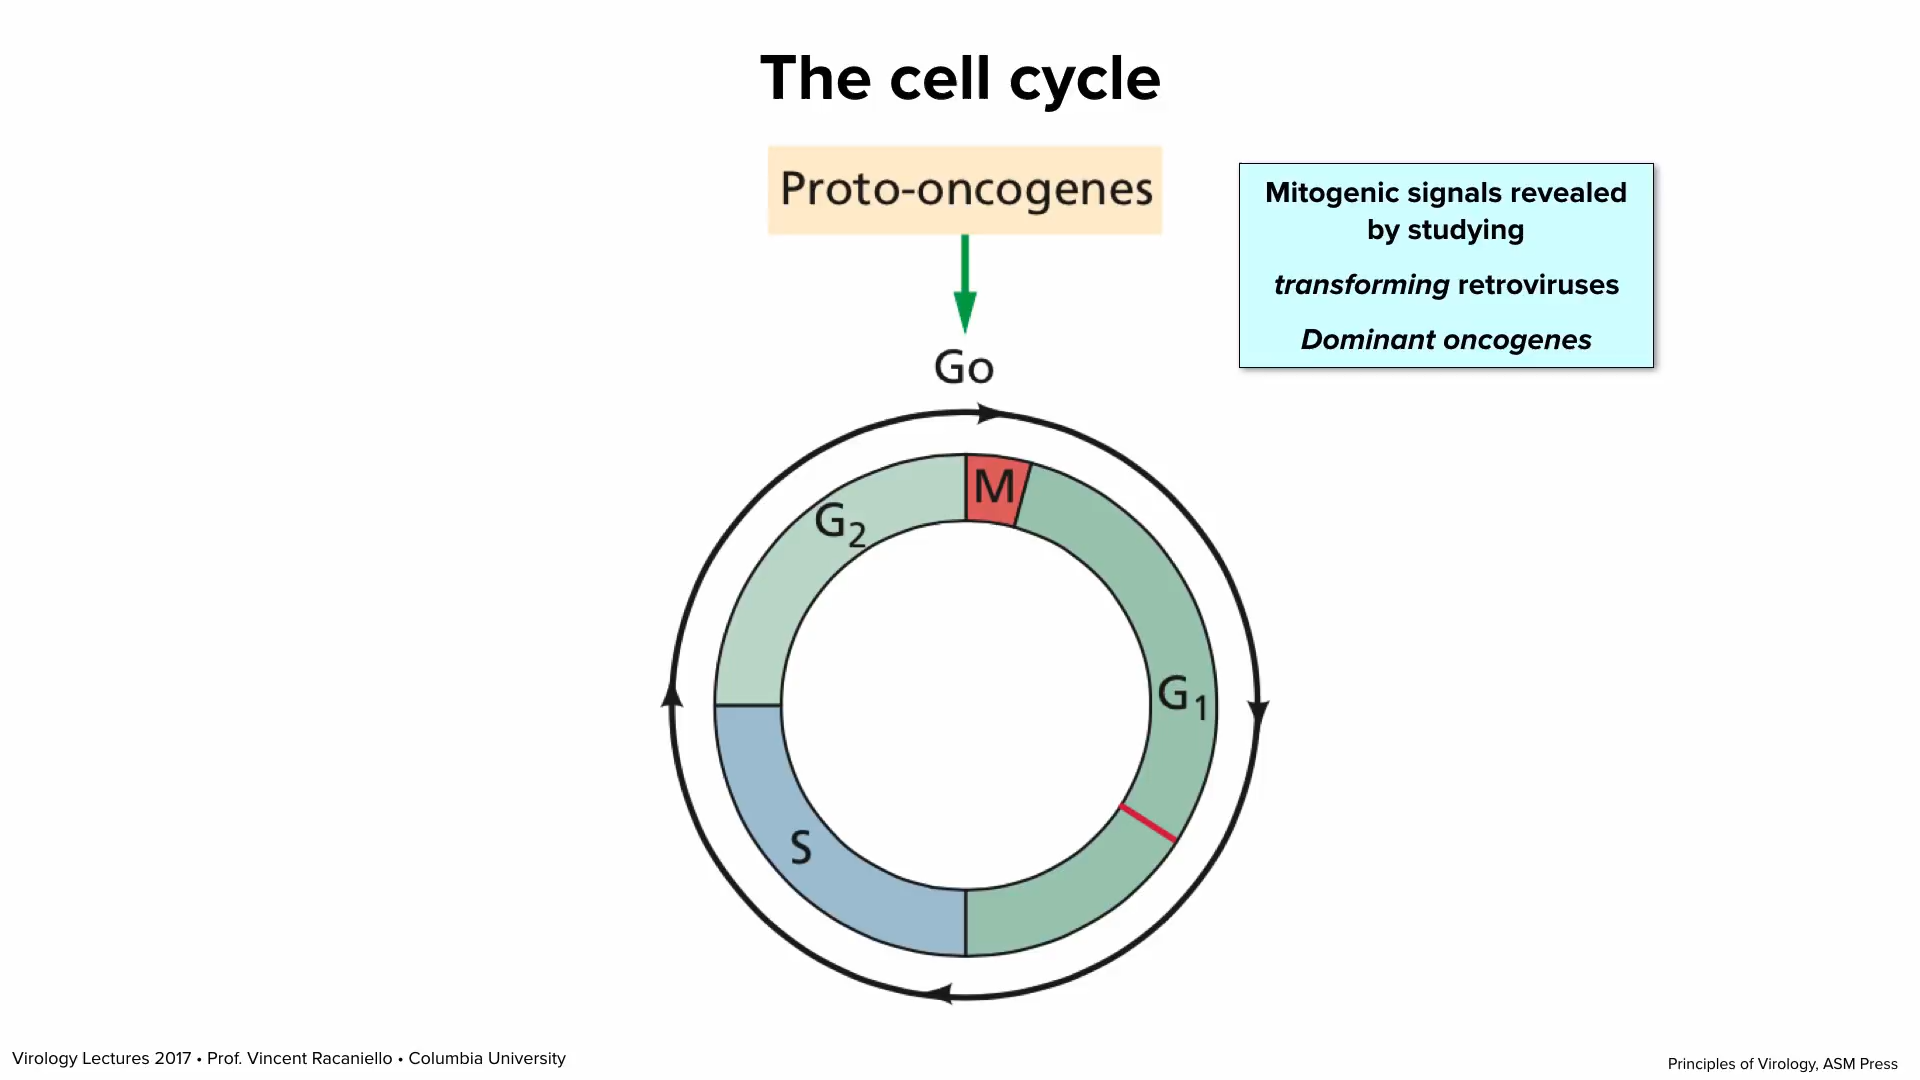 The cell cycle
Proto-oncogenes
Mitogenic signals revealed
by studying
transforming retroviruses
Dominant oncogenes
Go
M
G2
G1
S
Virology Lectures 2017 • Prof. Vincent Racaniello • Columbia University
Principles of Virology, ASM Press